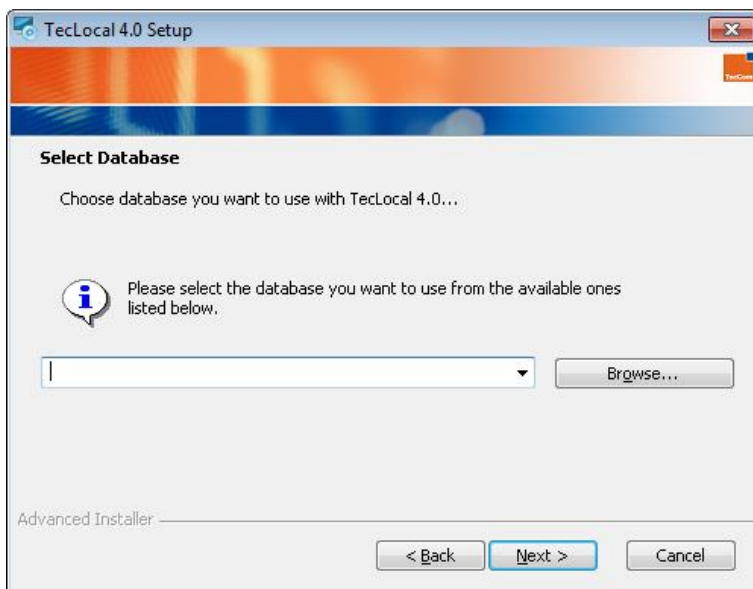 TecLocal 4.0 Setup
TecCom
Select Database
Choose database you want to use with TecLocal 4.0...
Please select the database you want to use from the available ones
listed below.
Browse...
Advanced Installer
< Back
Next >
Cancel